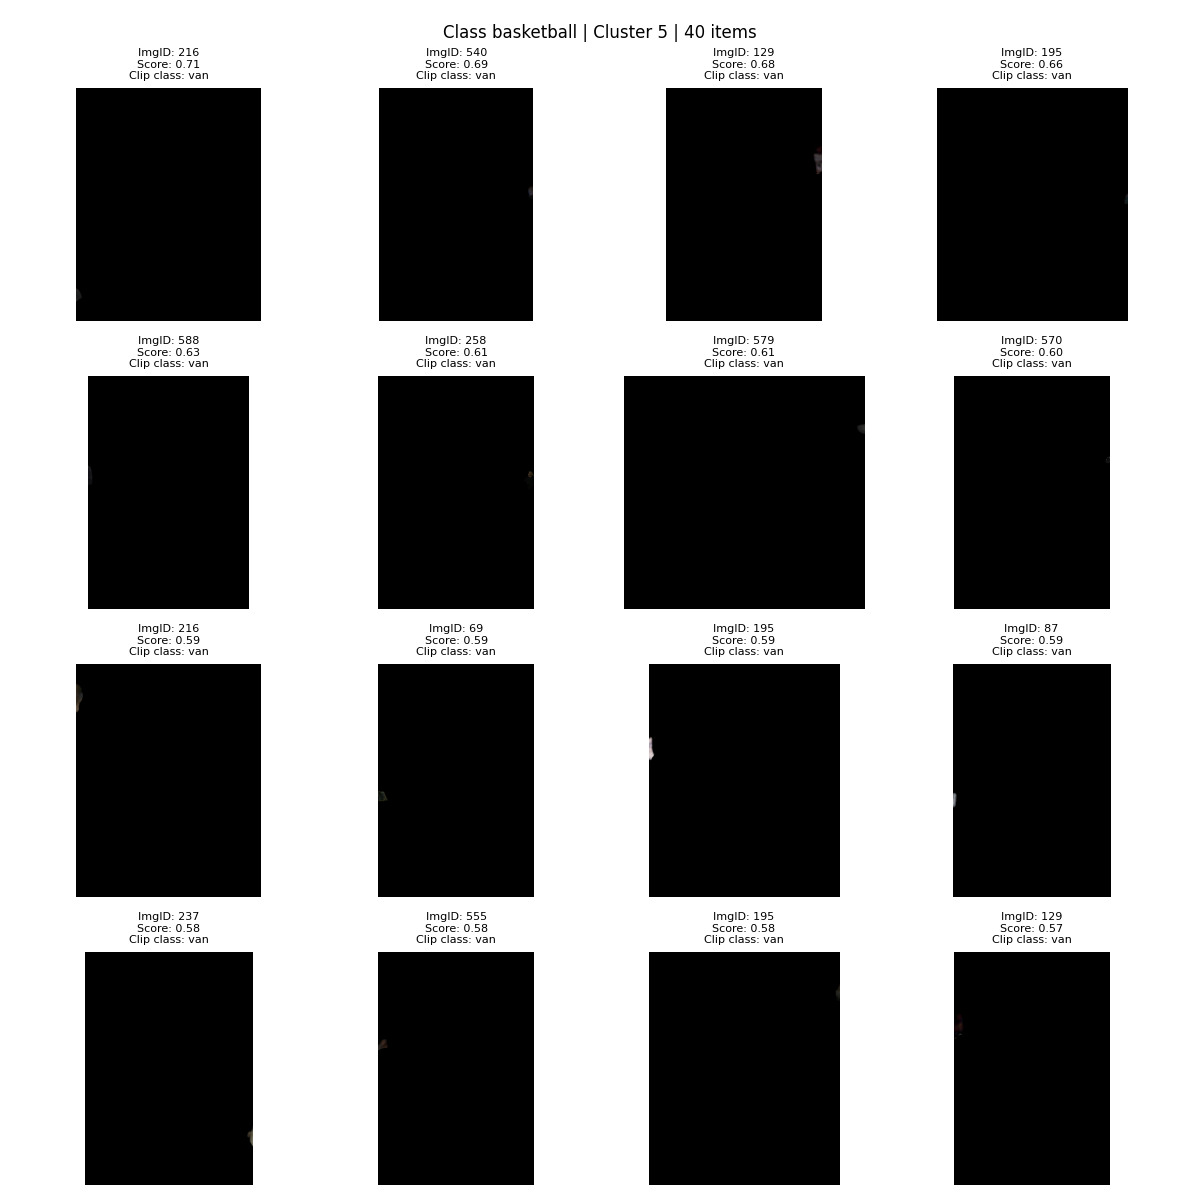 Class basketball | Cluster 5 | 40 items
ImgID: 216
Score: 0.71
Clip class: van
ImgID: 540
Score: 0.69
Clip class: van
ImgID: 129
Score: 0.68
Clip class: van
ImgID: 195
Score: 0.66
Clip class: van
ImgID: 588
Score: 0.63
Clip class: van
ImgID: 258
Score: 0.61
Clip class: van
ImgID: 579
Score: 0.61
Clip class: van
ImgID: 570
Score: 0.60
Clip class: van
ImgID: 216
Score: 0.59
Clip class: van
ImgID: 69
Score: 0.59
Clip class: van
ImgID: 195
Score: 0.59
Clip class: van
ImgID: 87
Score: 0.59
Clip class: van
ImgID: 237
Score: 0.58
Clip class: van
ImgID: 555
Score: 0.58
Clip class: van
ImgID: 195
Score: 0.58
Clip class: van
ImgID: 129
Score: 0.57
Clip class: van